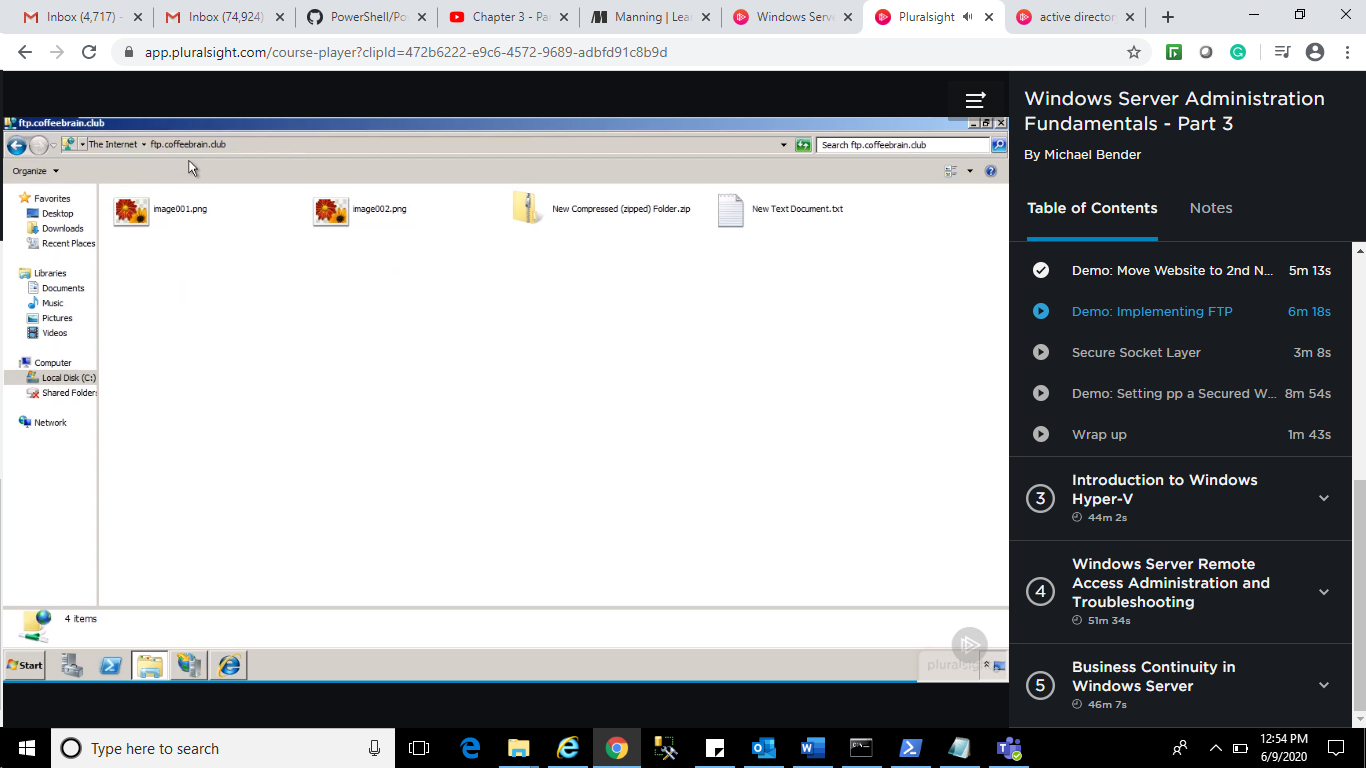 Inbox (4,717) -
Inbox (74,924)
PowerShell/Po
Chapter 3 - Pa
Manning | Lea
Windows Serv
Pluralsight
active director
app.pluralsight.com/course-player?clipId=472b6222-e9c6-4572-9689-adbfd91c8b9d
ftp.coffeebrain.club
The Internet ftp.coffeebrain.club
Search ftp.coffeebrain.club
Organize
Favorites
Desktop
Downloads
Recent Places
Libraries
Documents
Music
Pictures
Videos
Computer
Local Disk (C:)
Shared Folders
Network
image001.png
image002.png
New Compressed (zipped) Folder.zip
New Text Document.txt
4 items
Start
pluralsig
Windows Server Administration
Fundamentals - Part 3
By Michael Bender
Table of Contents
Notes
Demo: Move Website to 2nd N... 5m 13s
Demo: Implementing FTP 6m 18s
Secure Socket Layer 3m 8s
Demo: Setting pp a Secured W... 8m 54s
Wrap up 1m 43s
3
Introduction to Windows
Hyper-V
44m 2s
4
Windows Server Remote
Access Administration and
Troubleshooting
51m 34s
5
Business Continuity in
Windows Server
46m 7s
Type here to search
12:54 PM
6/9/2020